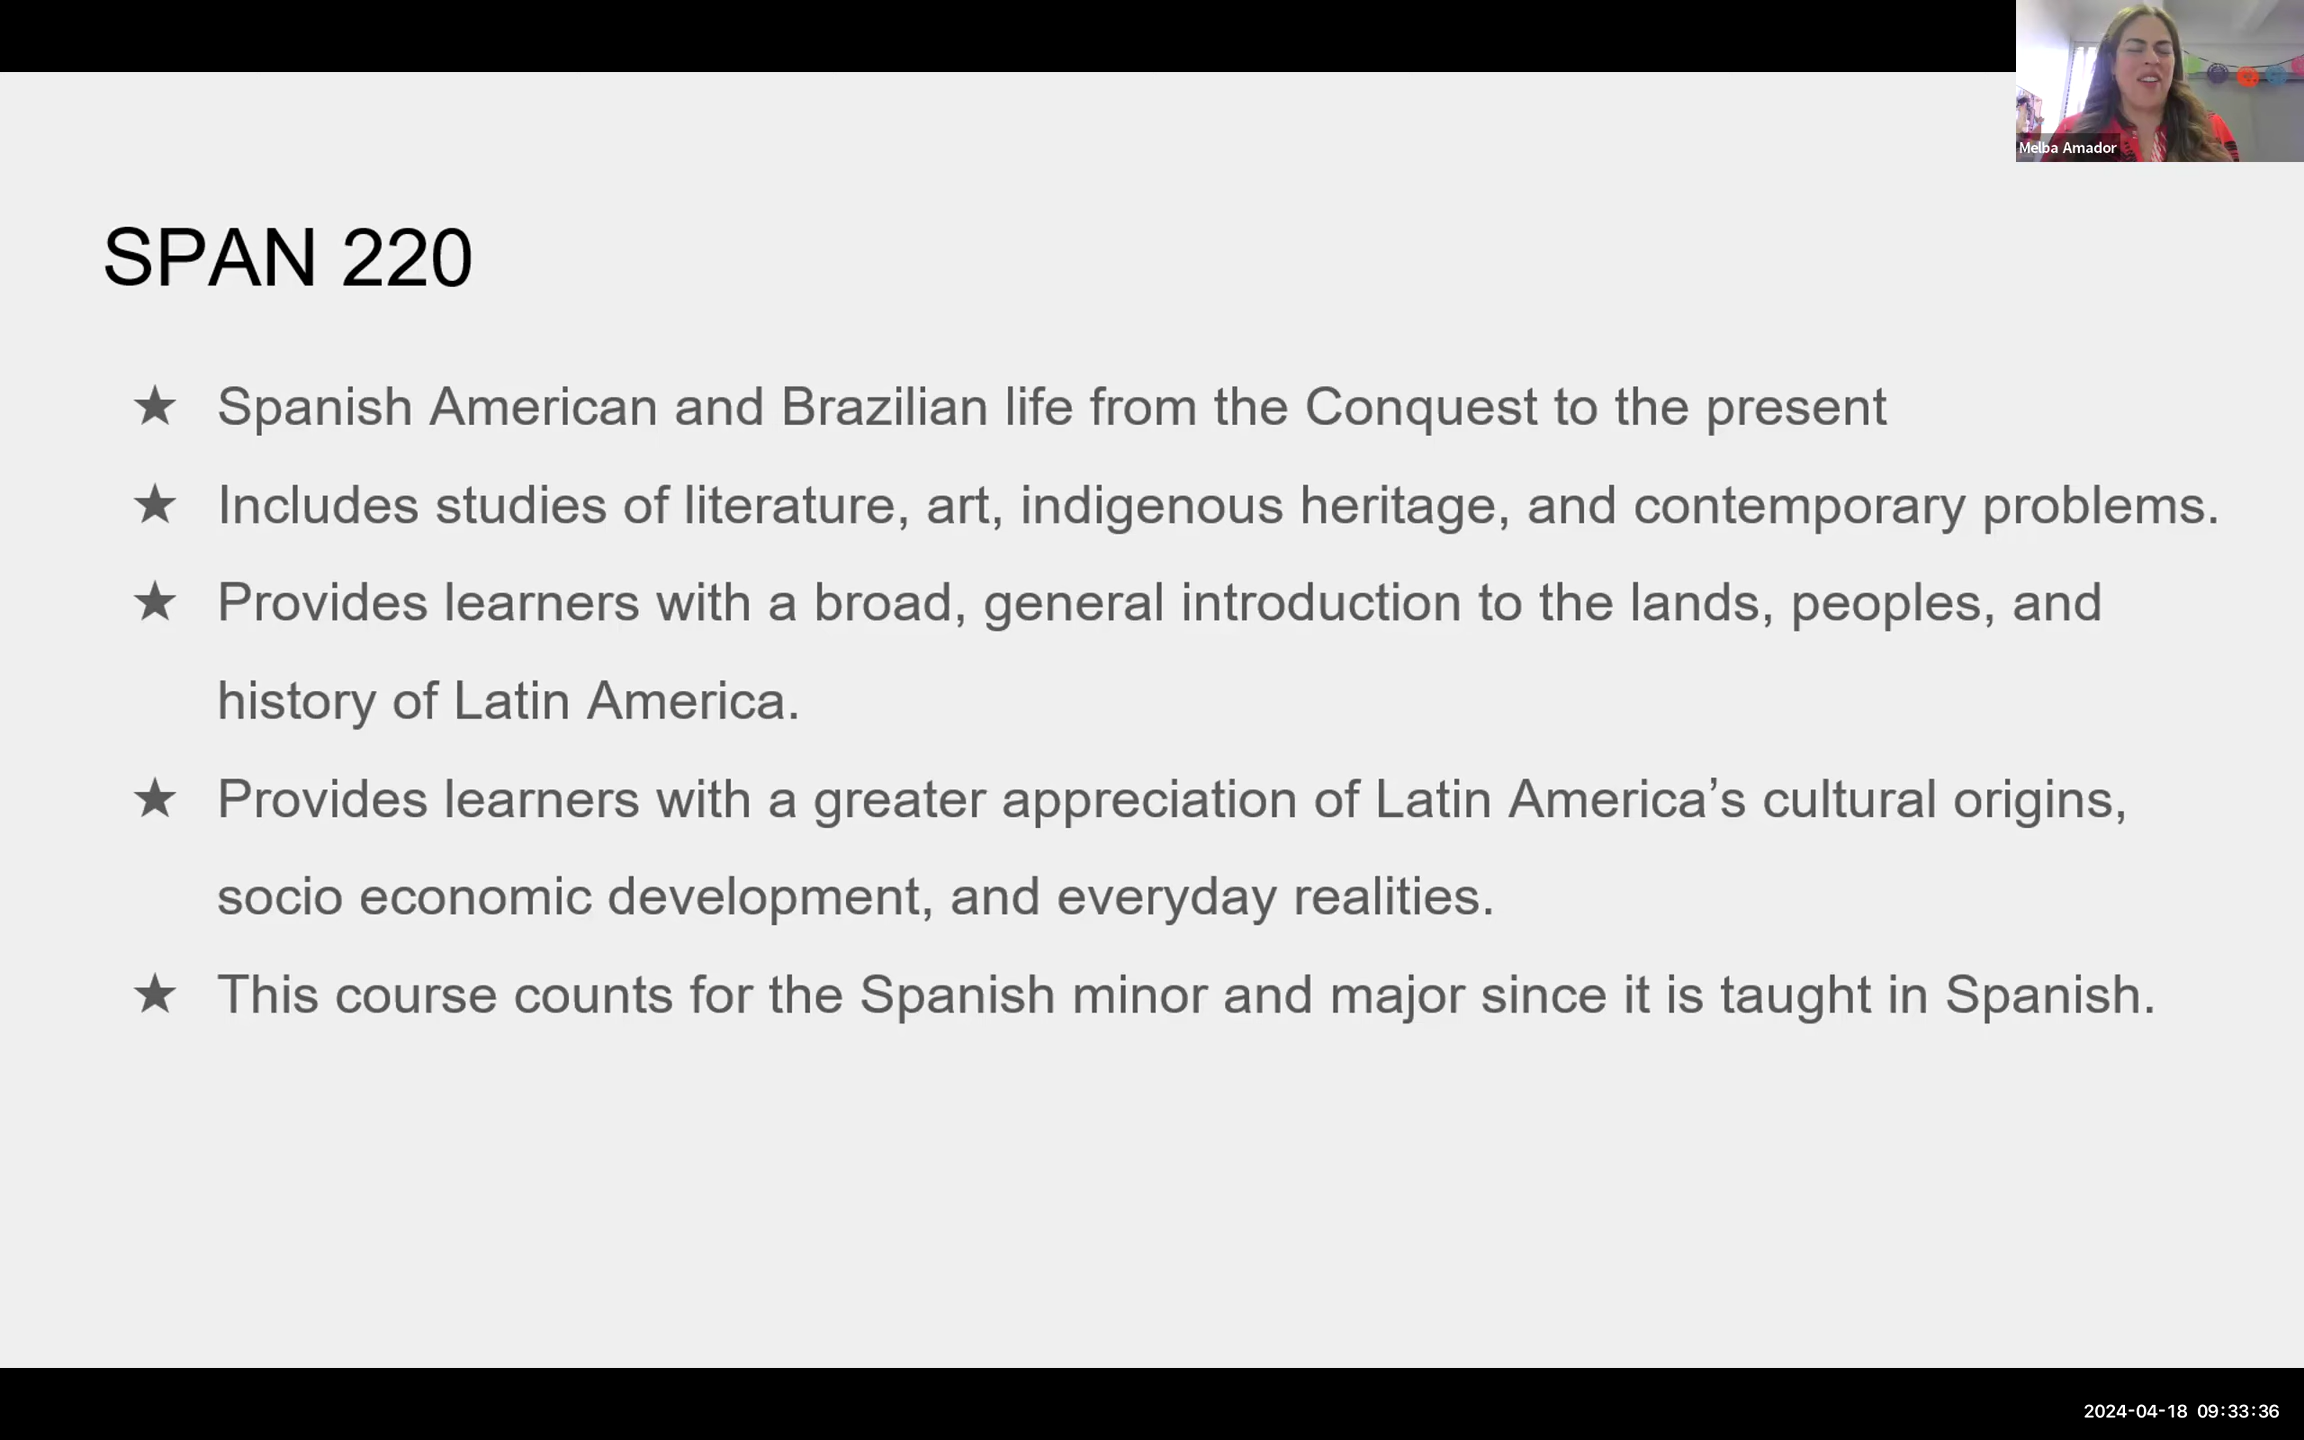 Melba Amador
SPAN 220
★ Spanish American and Brazilian life from the Conquest to the present
★ Includes studies of literature, art, indigenous heritage, and contemporary problems.
★ Provides learners with a broad, general introduction to the lands, peoples, and
history of Latin America.
★ Provides learners with a greater appreciation of Latin America’s cultural origins,
socio economic development, and everyday realities.
★ This course counts for the Spanish minor and major since it is taught in Spanish.
2024-04-18 09:33:36